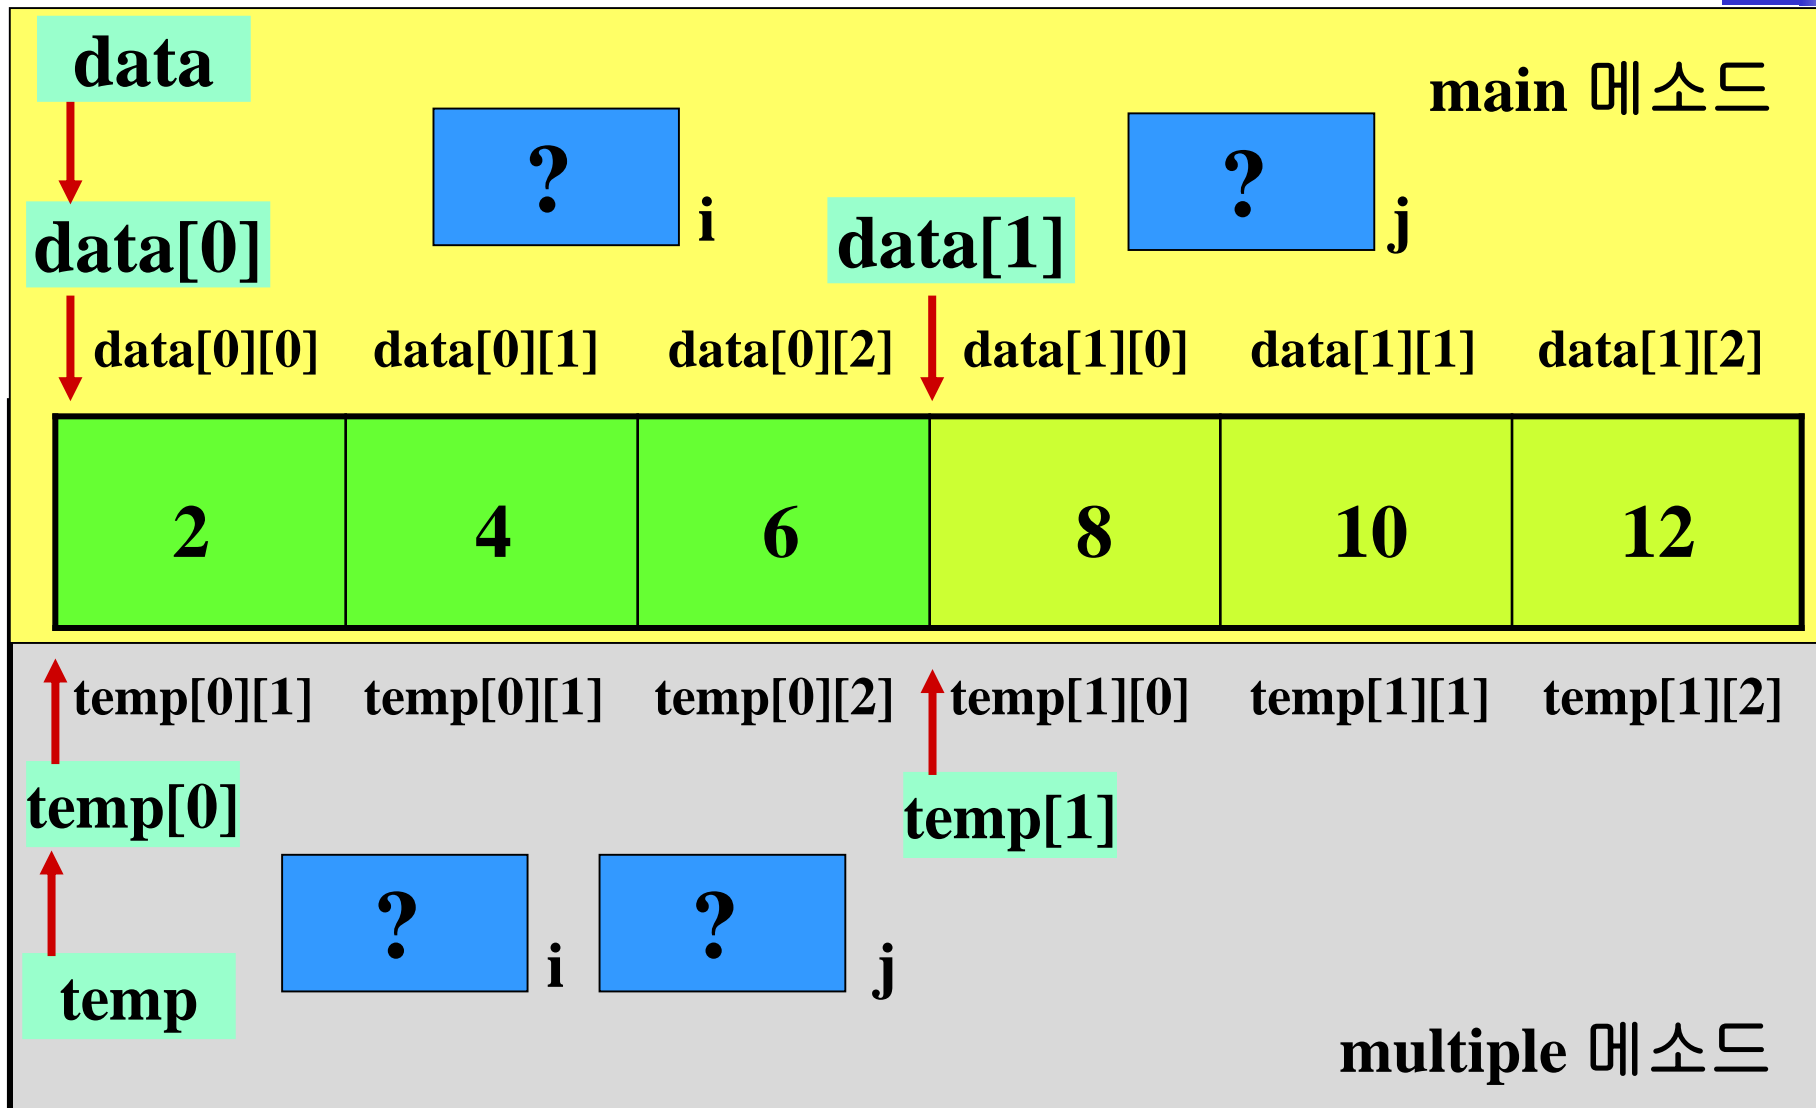 data
main 메소드
?
i
?
j
data[0]
data[1]
data[0][0] data[0][1] data[0][2] data[1][0] data[1][1] data[1][2]
2 4 6 8 10 12
temp[0][1] temp[0][1] temp[0][2] temp[1][0] temp[1][1] temp[1][2]
temp[0]
temp[1]
?
i
?
j
temp
multiple 메소드